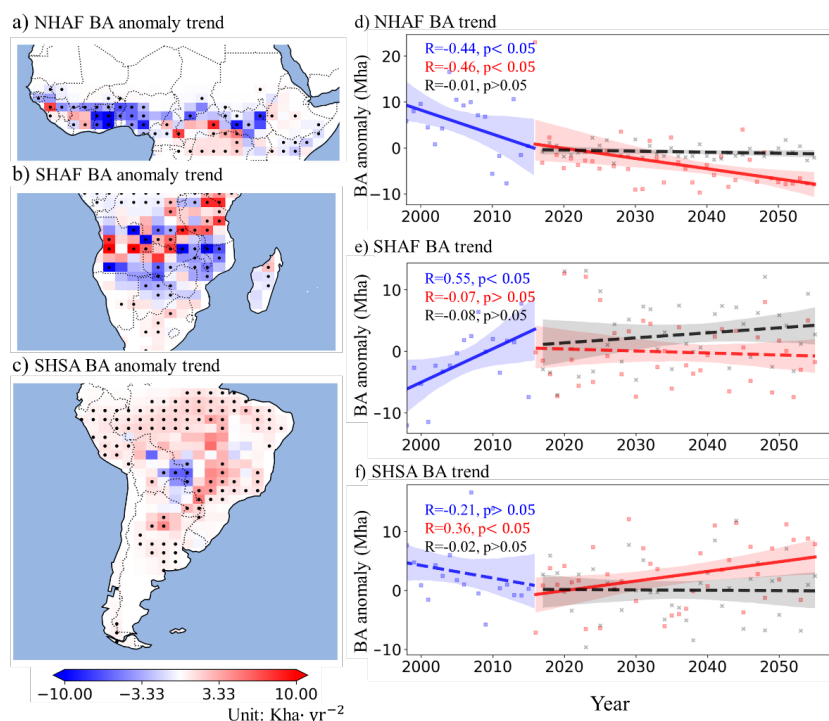 a) NHAF BA anomaly trend
b) SHAF BA anomaly trend
c) SHSA BA anomaly trend
−10.00 −3.33 3.33 10.00
Unit: Kha· yr⁻²
d) NHAF BA trend
R=-0.44, p< 0.05
R=-0.46, p< 0.05
R=-0.01, p>0.05
BA anomaly (Mha)
20
10
0
−10
2000 2010 2020 2030 2040 2050
e) SHAF BA trend
R=0.55, p< 0.05
R=-0.07, p> 0.05
R=-0.08, p>0.05
BA anomaly (Mha)
10
0
−10
2000 2010 2020 2030 2040 2050
f) SHSA BA trend
R=-0.21, p> 0.05
R=0.36, p< 0.05
R=-0.02, p>0.05
BA anomaly (Mha)
10
0
−10
2000 2010 2020 2030 2040 2050
Year